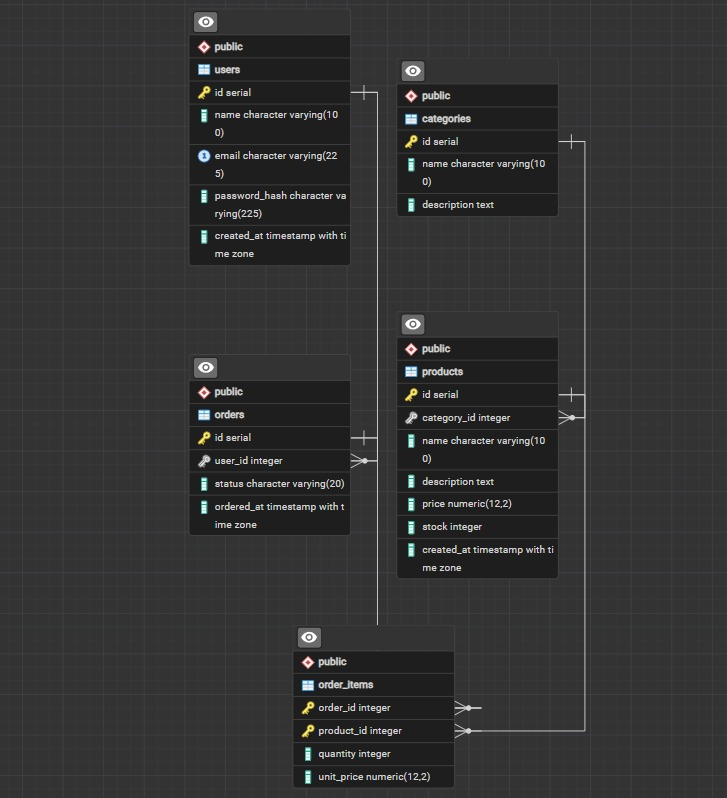 public
users
id serial
name character varying(10
0)
1
email character varying(22
5)
password_hash character va
rying(225)
created_at timestamp with ti
me zone
public
categories
id serial
name character varying(10
0)
description text
public
orders
id serial
user_id integer
status character varying(20)
ordered_at timestamp with t
ime zone
public
products
id serial
category_id integer
name character varying(10
0)
description text
price numeric(12,2)
stock integer
created_at timestamp with ti
me zone
public
order_items
order_id integer
product_id integer
quantity integer
unit_price numeric(12,2)